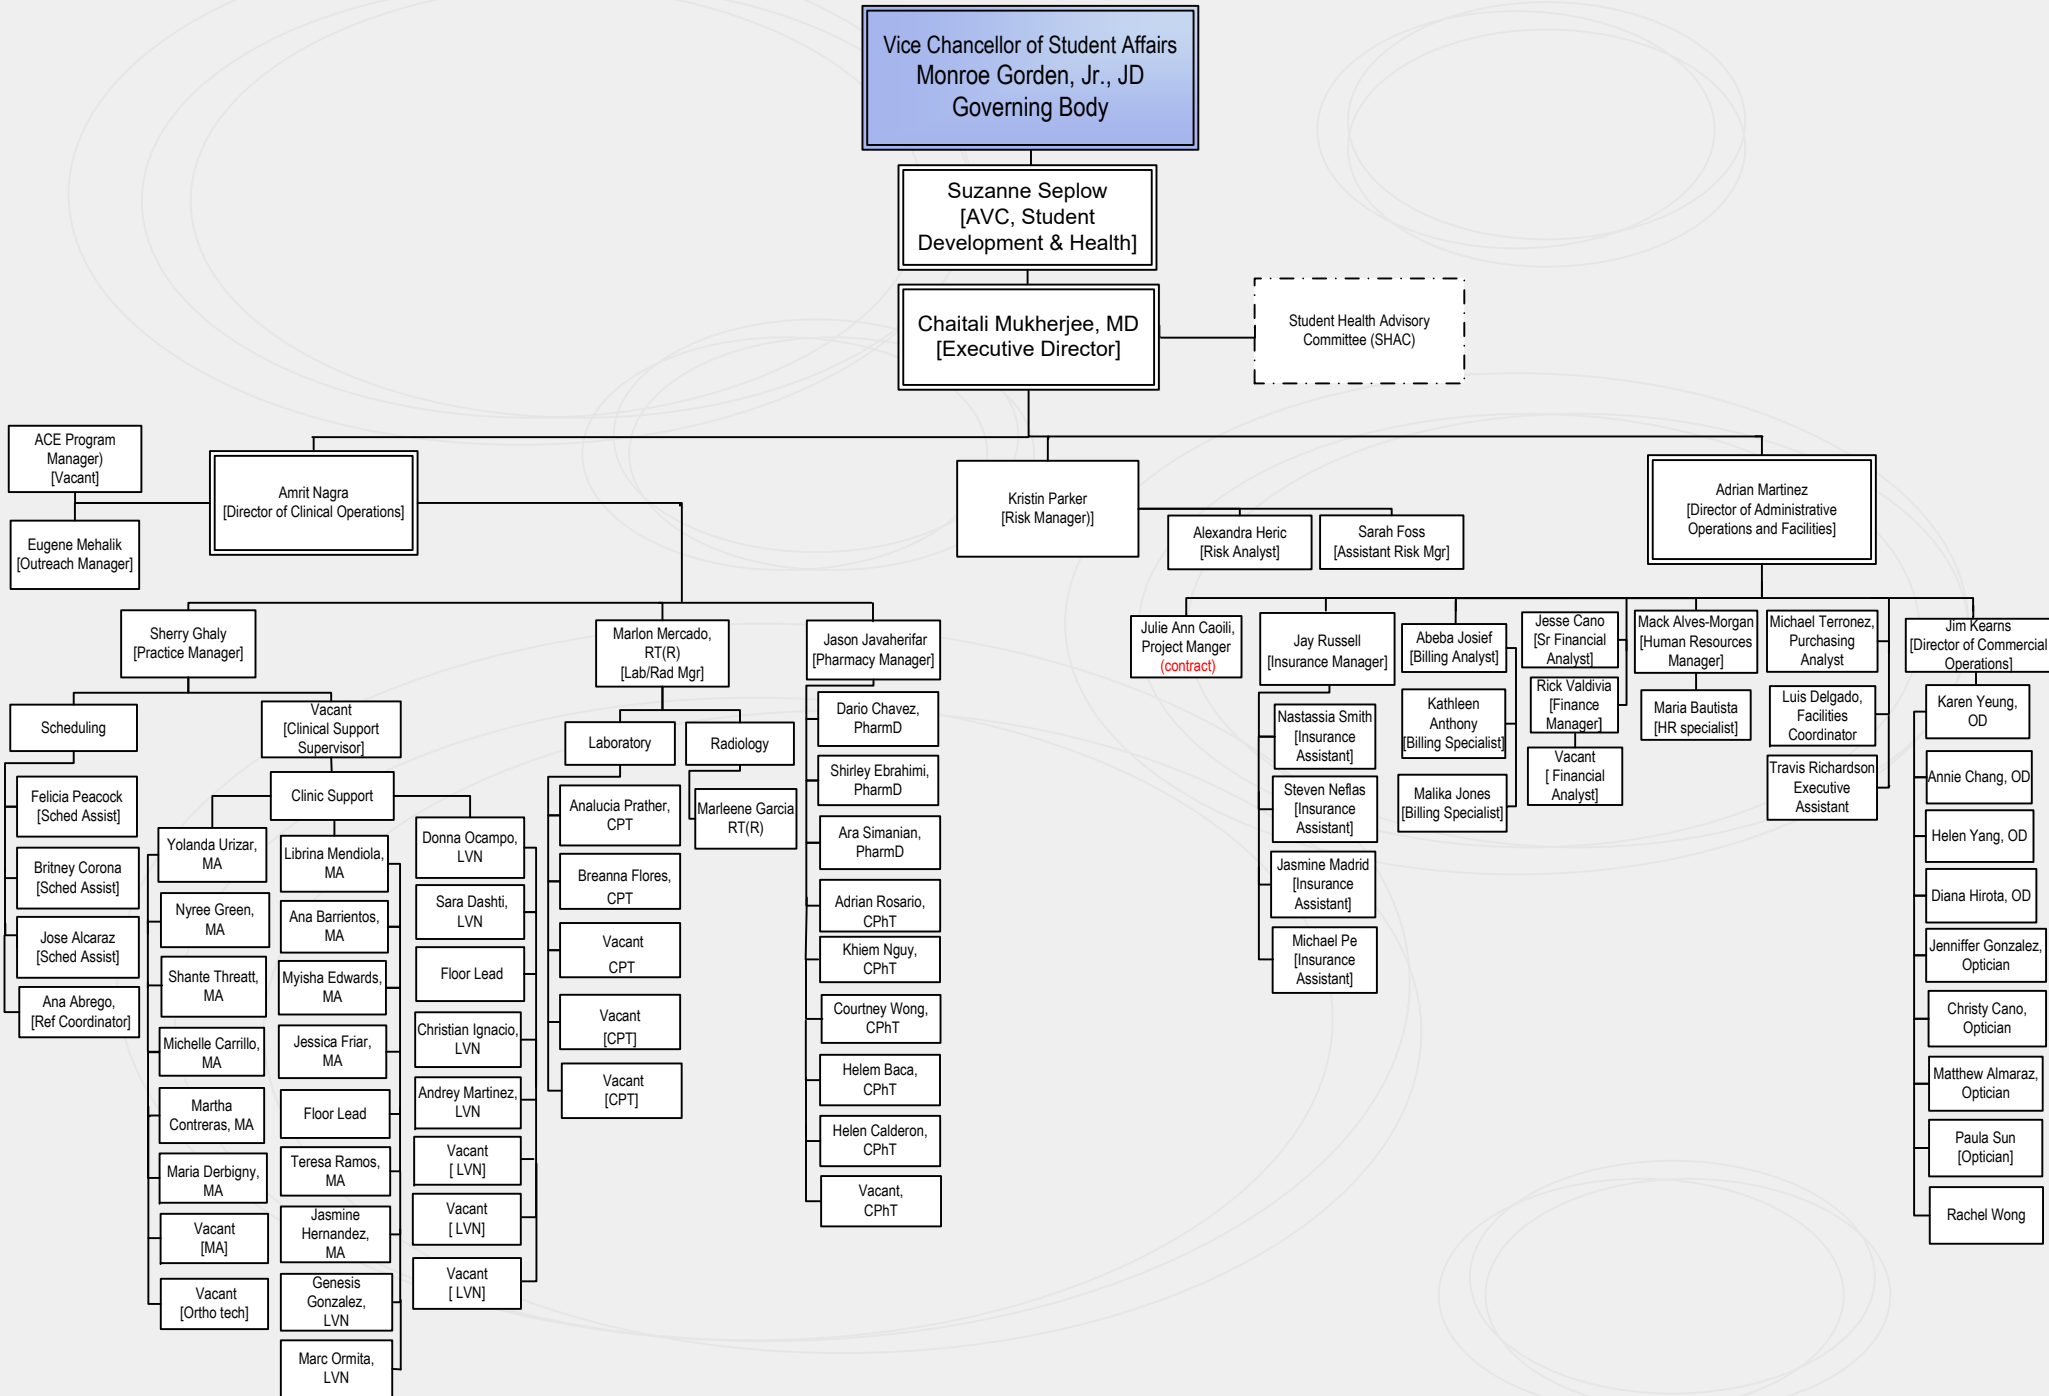 Vice Chancellor of Student Affairs
Monroe Gorden, Jr., JD
Governing Body
Suzanne Seplow
[AVC, Student
Development & Health]
Chaitali Mukherjee, MD
[Executive Director]
Student Health Advisory
Committee (SHAC)
ACE Program
Manager)
[Vacant]
Eugene Mehalik
[Outreach Manager]
Amrit Nagra
[Director of Clinical Operations]
Kristin Parker
[Risk Manager)]
Alexandra Heric
[Risk Analyst]
Sarah Foss
[Assistant Risk Mgr]
Adrian Martinez
[Director of Administrative
Operations and Facilities]
Sherry Ghaly
[Practice Manager]
Scheduling
Felicia Peacock
[Sched Assist]
Britney Corona
[Sched Assist]
Jose Alcaraz
[Sched Assist]
Ana Abrego,
[Ref Coordinator]
Vacant
[Clinical Support
Supervisor]
Clinic Support
Yolanda Urizar,
MA
Nyree Green,
MA
Shante Threatt,
MA
Michelle Carrillo,
MA
Martha
Contreras, MA
Maria Derbigny,
MA
Vacant
[MA]
Vacant
[Ortho tech]
Librina Mendiola,
MA
Ana Barrientos,
MA
Myisha Edwards,
MA
Jessica Friar,
MA
Floor Lead
Teresa Ramos,
MA
Jasmine
Hernandez,
MA
Genesis
Gonzalez,
LVN
Marc Ormita,
LVN
Donna Ocampo,
LVN
Sara Dashti,
LVN
Floor Lead
Christian Ignacio,
LVN
Andrey Martinez,
LVN
Vacant
[ LVN]
Vacant
[ LVN]
Vacant
[ LVN]
Marlon Mercado,
RT(R)
[Lab/Rad Mgr]
Laboratory
Analucia Prather,
CPT
Breanna Flores,
CPT
Vacant
CPT
Vacant
[CPT]
Vacant
[CPT]
Radiology
Marleene Garcia
RT(R)
Jason Javaherifar
[Pharmacy Manager]
Dario Chavez,
PharmD
Shirley Ebrahimi,
PharmD
Ara Simanian,
PharmD
Adrian Rosario,
CPhT
Khiem Nguy,
CPhT
Courtney Wong,
CPhT
Helem Baca,
CPhT
Helen Calderon,
CPhT
Vacant,
CPhT
Julie Ann Caoili,
Project Manger
(contract)
Jay Russell
[Insurance Manager]
Nastassia Smith
[Insurance
Assistant]
Steven Neflas
[Insurance
Assistant]
Jasmine Madrid
[Insurance
Assistant]
Michael Pe
[Insurance
Assistant]
Abeba Josief
[Billing Analyst]
Kathleen
Anthony
[Billing Specialist]
Malika Jones
[Billing Specialist]
Jesse Cano
[Sr Financial
Analyst]
Rick Valdivia
[Finance
Manager]
Vacant
[ Financial
Analyst]
Mack Alves-Morgan
[Human Resources
Manager]
Maria Bautista
[HR specialist]
Michael Terronez,
Purchasing
Analyst
Luis Delgado,
Facilities
Coordinator
Travis Richardson
Executive
Assistant
Jim Kearns
[Director of Commercial
Operations]
Karen Yeung,
OD
Annie Chang, OD
Helen Yang, OD
Diana Hirota, OD
Jenniffer Gonzalez,
Optician
Christy Cano,
Optician
Matthew Almaraz,
Optician
Paula Sun
[Optician]
Rachel Wong